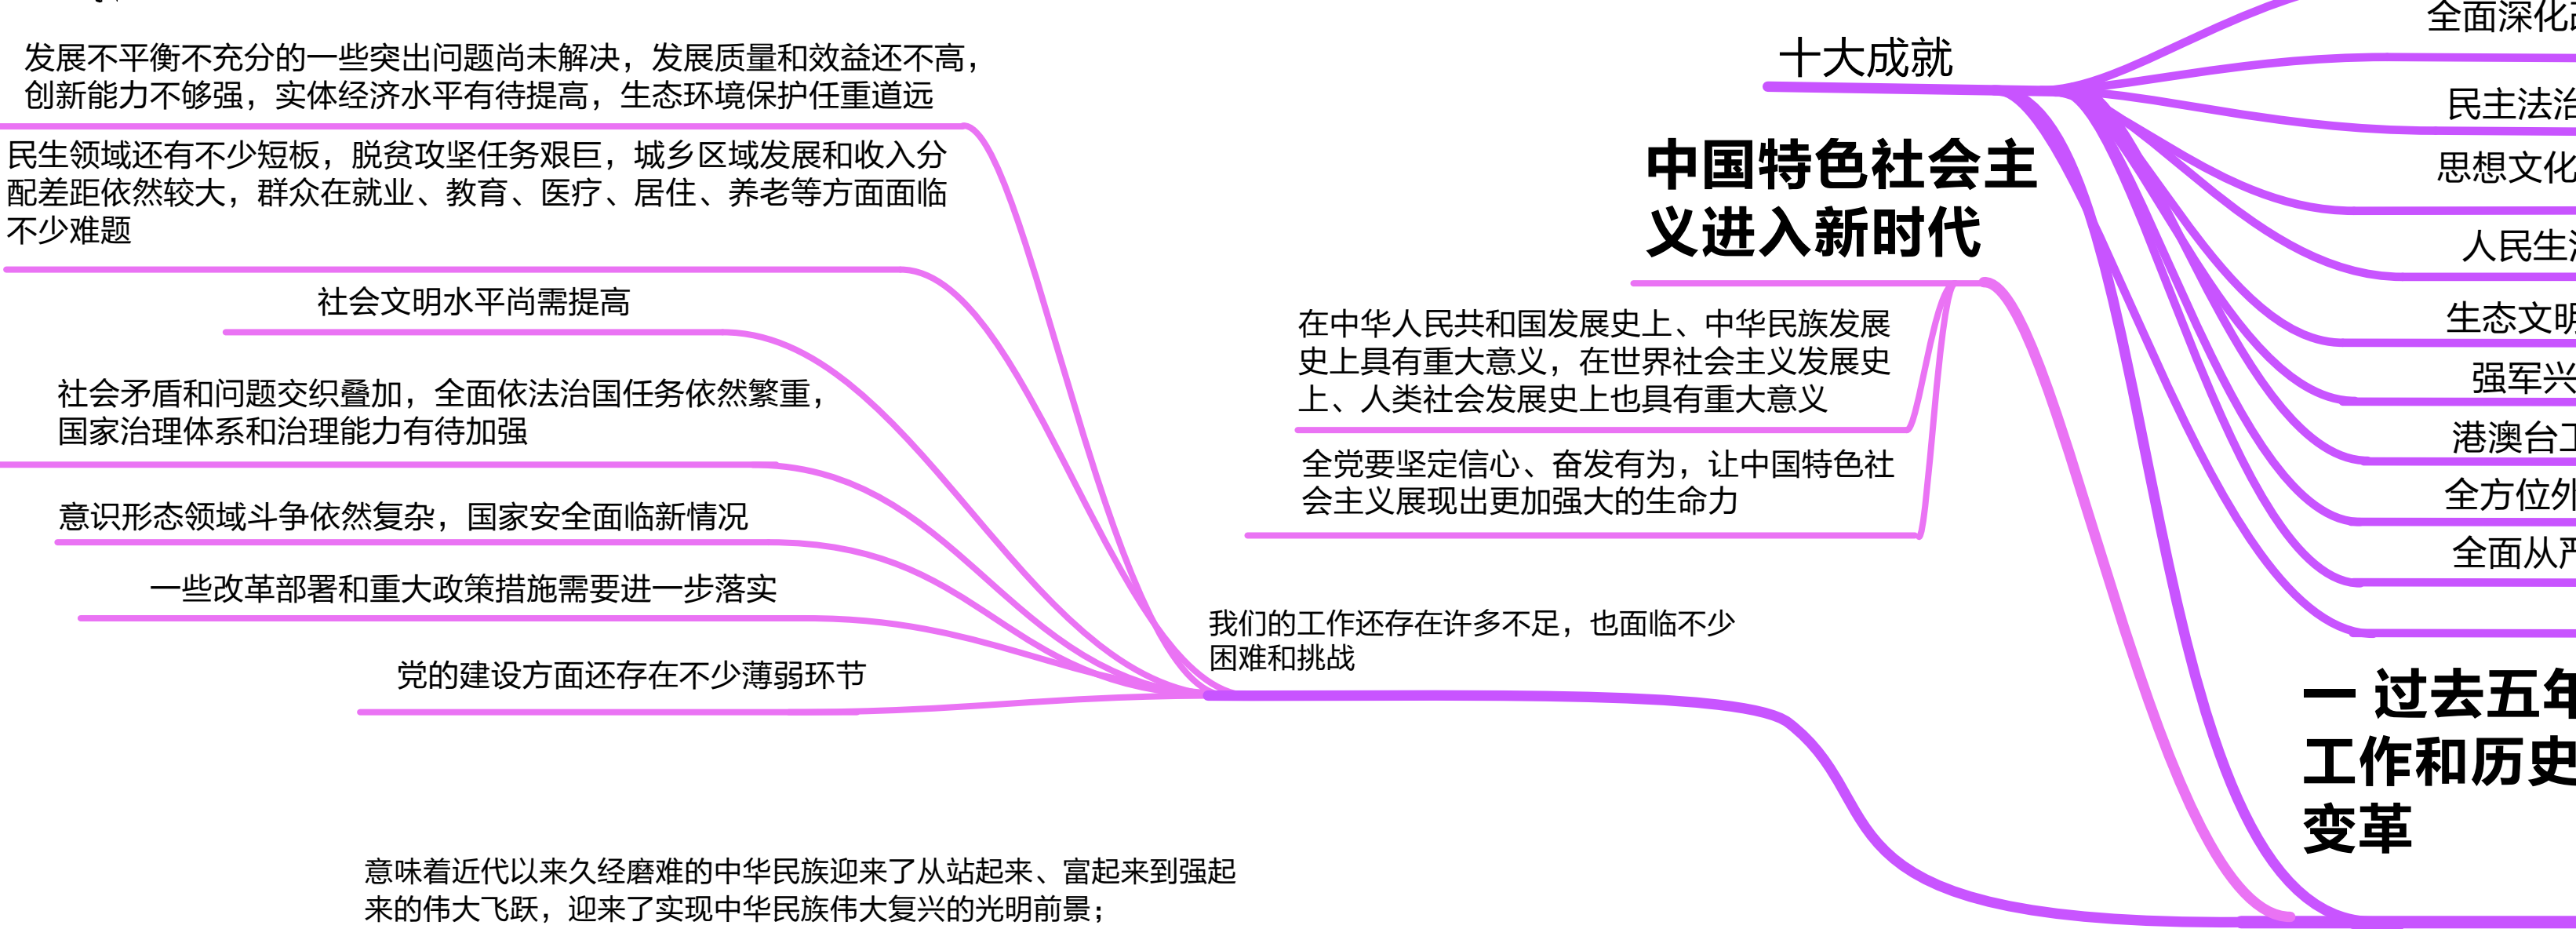 发展不平衡不充分的一些突出问题尚未解决，发展质量和效益还不高，
创新能力不够强，实体经济水平有待提高，生态环境保护任重道远
民生领域还有不少短板，脱贫攻坚任务艰巨，城乡区域发展和收入分
配差距依然较大，群众在就业、教育、医疗、居住、养老等方面面临
不少难题
社会文明水平尚需提高
社会矛盾和问题交织叠加，全面依法治国任务依然繁重，
国家治理体系和治理能力有待加强
意识形态领域斗争依然复杂，国家安全面临新情况
一些改革部署和重大政策措施需要进一步落实
党的建设方面还存在不少薄弱环节
我们的工作还存在许多不足，也面临不少
困难和挑战
意味着近代以来久经磨难的中华民族迎来了从站起来、富起来到强起
来的伟大飞跃，迎来了实现中华民族伟大复兴的光明前景；
十大成就
中国特色社会主
义进入新时代
在中华人民共和国发展史上、中华民族发展
史上具有重大意义，在世界社会主义发展史
上、人类社会发展史上也具有重大意义
全党要坚定信心、奋发有为，让中国特色社
会主义展现出更加强大的生命力
全面深化
民主法治
思想文化
人民生
生态文明
强军兴
港澳台
全方位外
全面从严
一 过去五年
工作和历史
变革